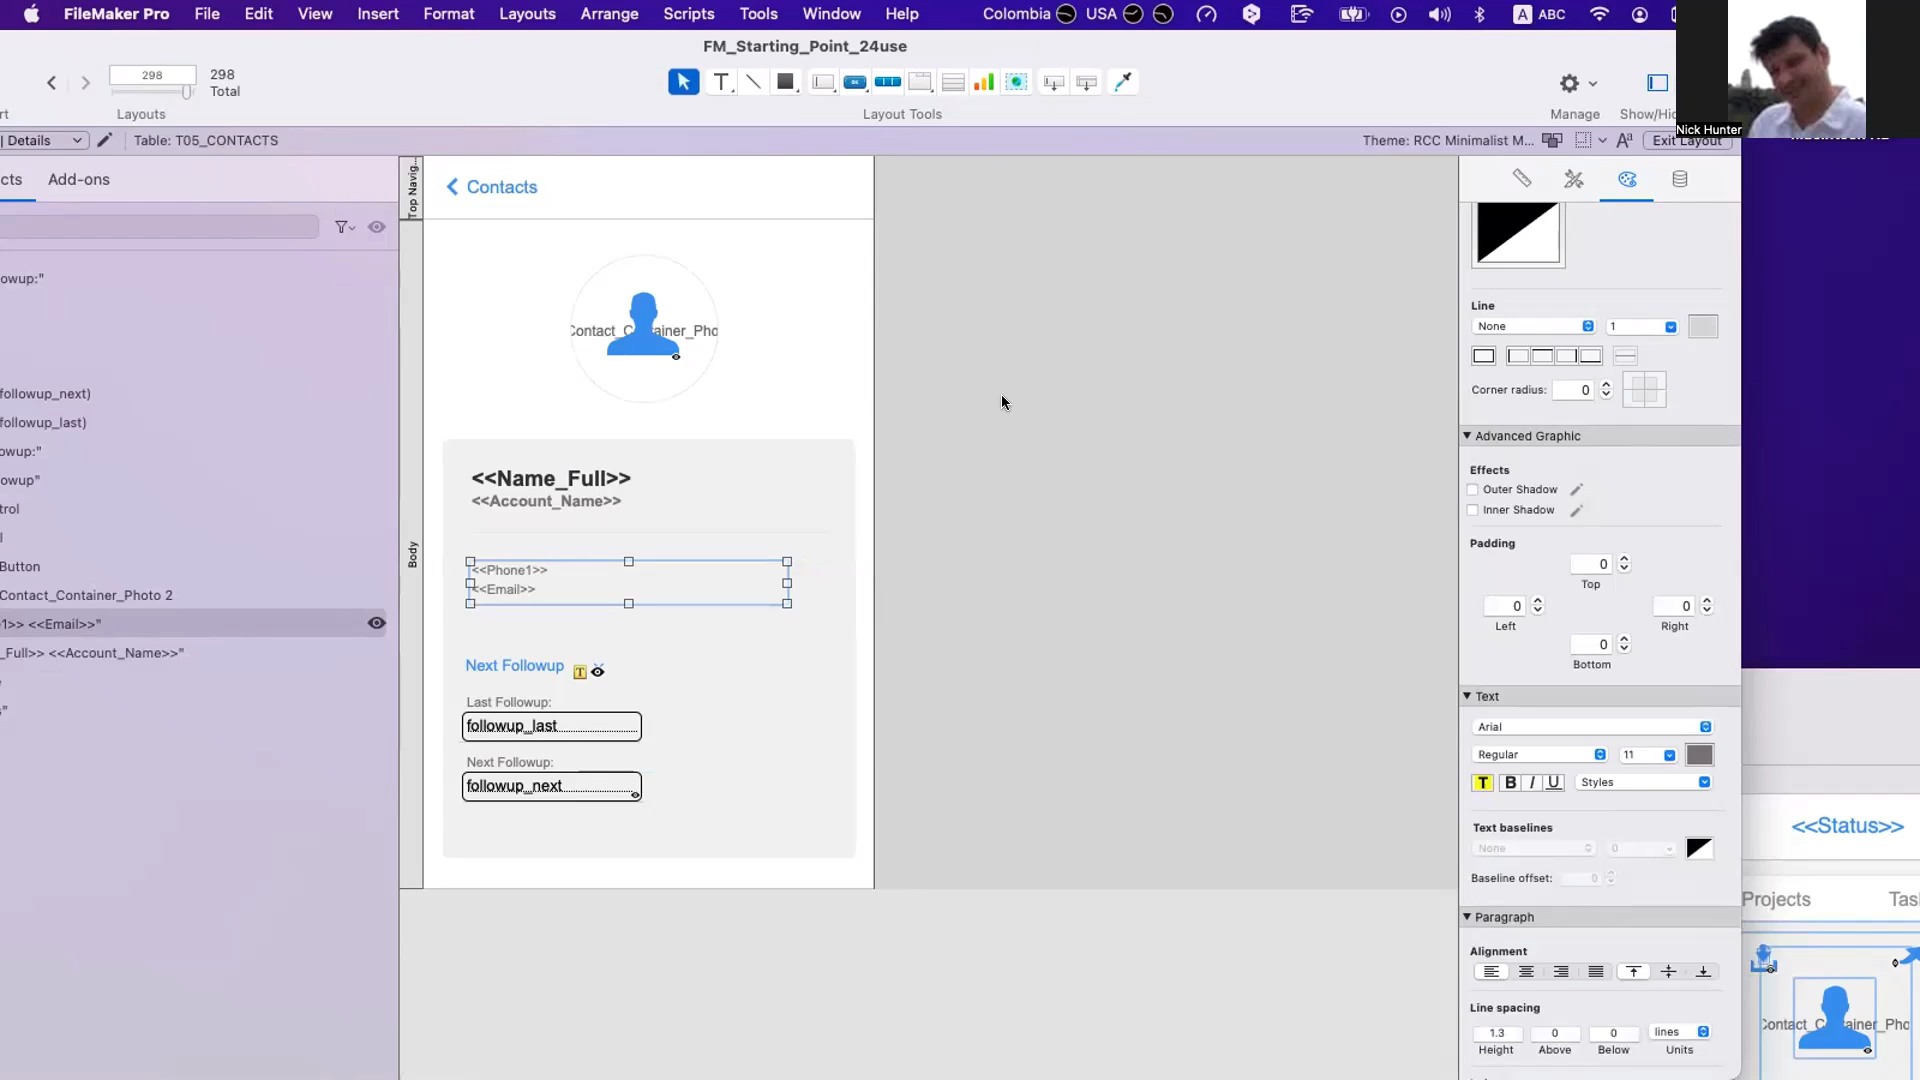 FileMaker Pro File Edit View Insert Format Layouts Arrange Scripts Tools Window Help Colombia USA A ABC
FM_Starting_Point_24use
298
298
Total
Layouts
Layout Tools
Manage
Nick Hunter
| Details
Table: T05_CONTACTS
Theme: RCC Minimalist M...
Exit Layout
cts
Add-ons
Top Navig...
Contacts
Contact_Container_Pho
owup:"
followup_next)
followup_last)
owup:"
owup"
trol
l
Button
Contact_Container_Photo 2
1>> <<Email>>"
_Full>> <<Account_Name>>"
Body
<<Name_Full>>
<<Account_Name>>
<<Phone1>>
<<Email>>
Next Followup
T
Last Followup:
followup_last
Next Followup:
followup_next
Line
None
1
Corner radius:
0
Advanced Graphic
Effects
Outer Shadow
Inner Shadow
Padding
0
Top
0
Left
0
Right
0
Bottom
Text
Arial
Regular
11
T B I U
Styles
Text baselines
None
0
Baseline offset:
0
Paragraph
Alignment
Line spacing
1.3 0 0 lines
Height Above Below Units
<<Status>>
Projects